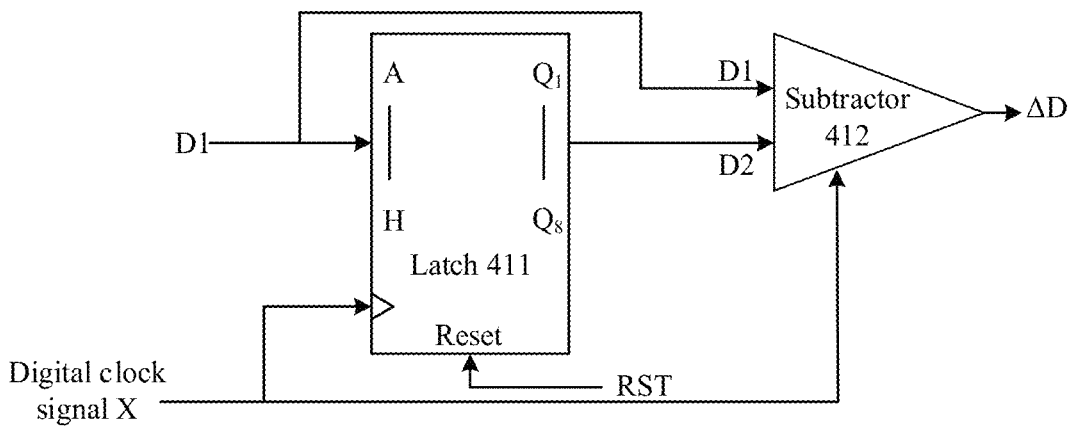 A
Q₁
D1
Subtractor
412
ΔD
D1
D2
H
Q₈
Latch 411
Reset
Digital clock
signal X
RST